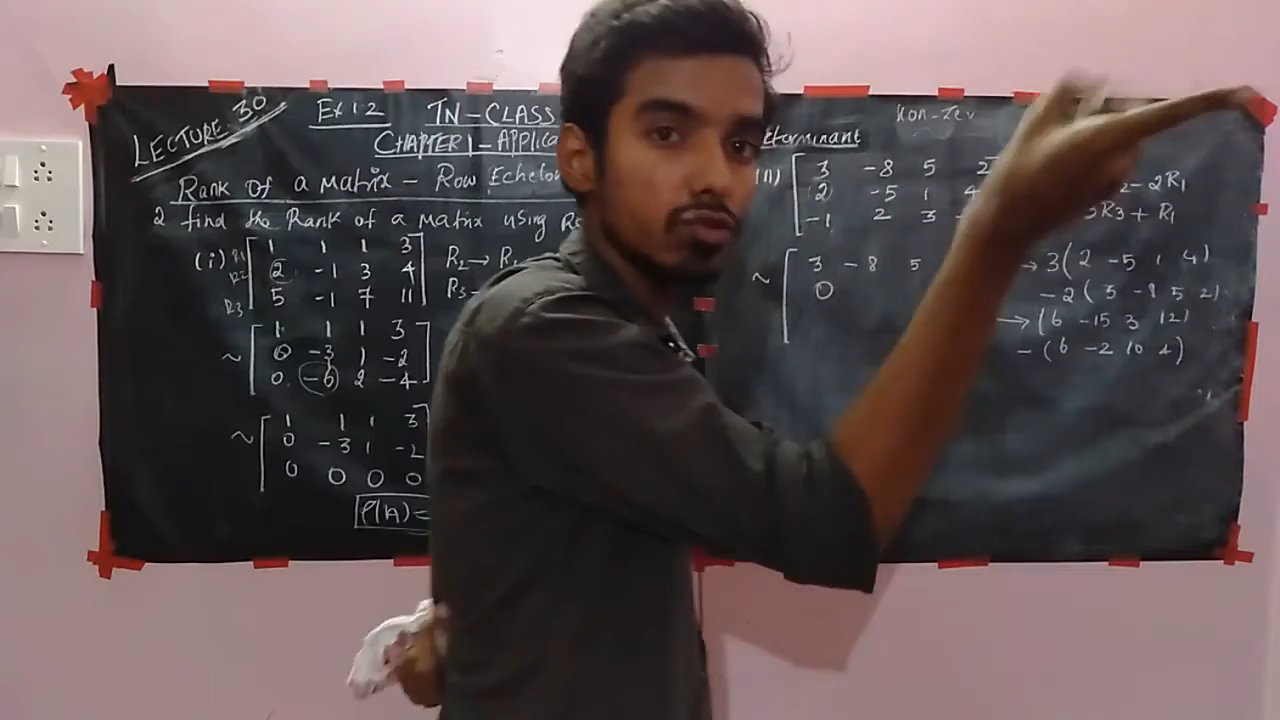 LECTURE 30
Ex 1.2 TN-CLASS
CHAPTER 1-APPLICA
Rank of a matrix - Row Echelon
2 find the Rank of a matrix using
(i) R1 1 1 1 3 R2→
R2 2 -1 3 4 R3-
R3 5 -1 7 11
1 1 1 3
~ 0 -3 1 -2
0 -6 2 -4
1 1 1 3
~ 0 -3 1 -2
0 0 0 0
ρ(A)=
Non-zer
terminant
3 -8 5 2 -2R1
2 -5 1 4 3R3+R1
-1 2 3
~ 3 -8 5
0
→3(2 -5 1 4)
-2(3 -8 5 2)
→(6 -15 3 12)
-(6 -2 10 4)